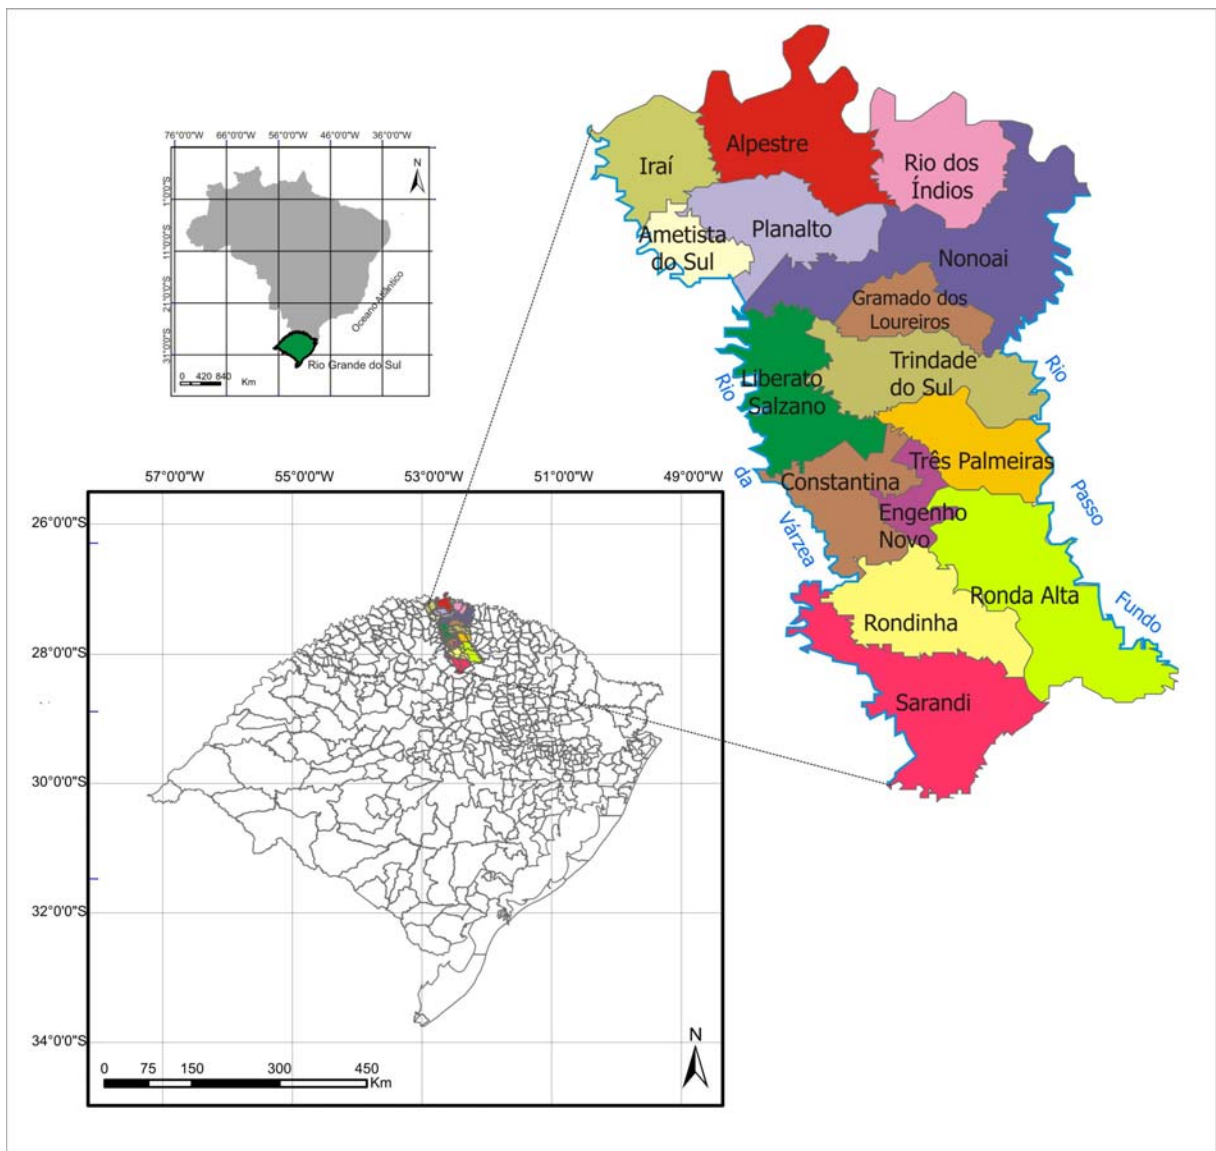 76°0'0"W 66°0'0"W 56°0'0"W 46°0'0"W 36°0'0"W
N
1°0'0"S
11°0'0"S
21°0'0"S
31°0'0"S
Oceano Atlântico
Rio Grande do Sul
0 420 840
Km
Alpestre
Iraí
Rio dos
Índios
Ametista
do Sul
Planalto
Nonoai
Gramado dos
Loureiros
Liberato
Salzano
Trindade
do Sul
Rio
da
Várzea
Rio
Passo
Fundo
Três Palmeiras
Constantina
Engenho
Novo
Ronda Alta
Rondinha
Sarandi
57°0'0"W 55°0'0"W 53°0'0"W 51°0'0"W 49°0'0"W
26°0'0"S
28°0'0"S
30°0'0"S
32°0'0"S
34°0'0"S
N
0 75 150 300 450
Km